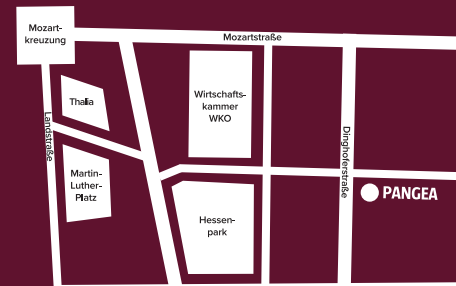 Mozart-
kreuzung
Mozartstraße
Thalia
Wirtschafts-
kammer
WKO
Landstraße
Dinghoferstraße
Martin-
Luther-
Platz
PANGEA
Hessen-
park